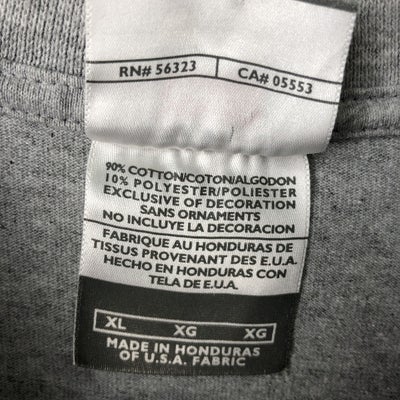 RN# 56323 CA# 05553
90% COTTON/COTON/ALGODON
10% POLYESTER/POLIESTER
EXCLUSIVE OF DECORATION
SANS ORNAMENTS
NO INCLUYE LA DECORACION
FABRIQUE AU HONDURAS DE
TISSUS PROVENANT DES E.U.A.
HECHO EN HONDURAS CON
TELA DE E.U.A.
XL XG XG
MADE IN HONDURAS
OF U.S.A. FABRIC